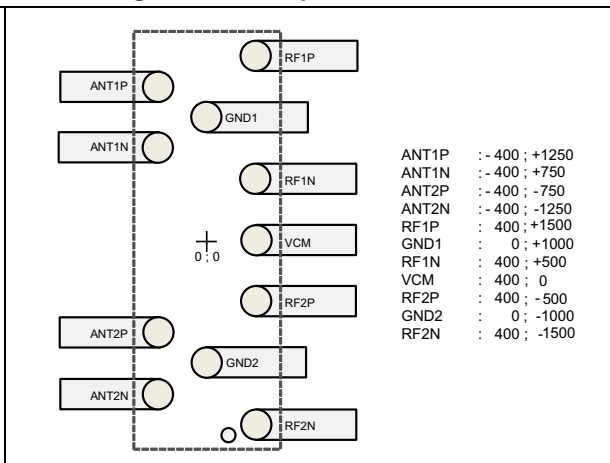 RF1P
ANT1P
GND1
ANT1N
RF1N
VCM
0 ; 0
RF2P
ANT2P
GND2
ANT2N
RF2N
ANT1P : - 400 ; +1250
ANT1N : - 400 ; +750
ANT2P : - 400 ; -750
ANT2N : - 400 ; -1250
RF1P : 400 ; +1500
GND1 : 0 ; +1000
RF1N : 400 ; +500
VCM : 400 ; 0
RF2P : 400 ; - 500
GND2 : 0 ; -1000
RF2N : 400 ; -1500